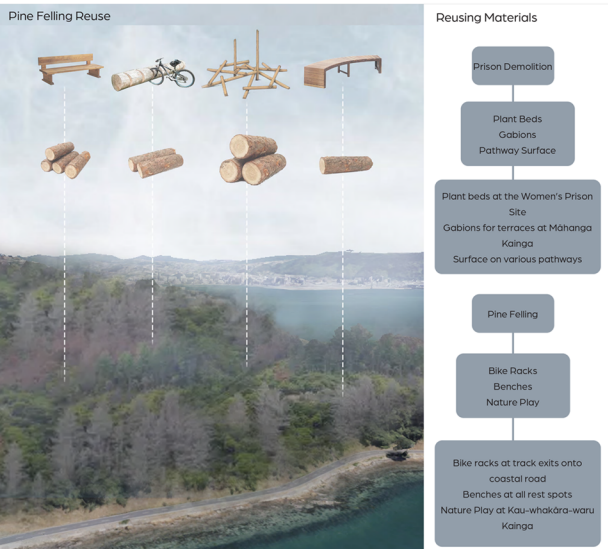 Pine Felling Reuse
Reusing Materials
Prison Demolition
Plant Beds
Gabions
Pathway Surface
Plant beds at the Women's Prison
Site
Gabions for terraces at Māhanga
Kainga
Surface on various pathways
Pine Felling
Bike Racks
Benches
Nature Play
Bike racks at track exits onto
coastal road
Benches at all rest spots
Nature Play at Kau-whakāra-waru
Kainga